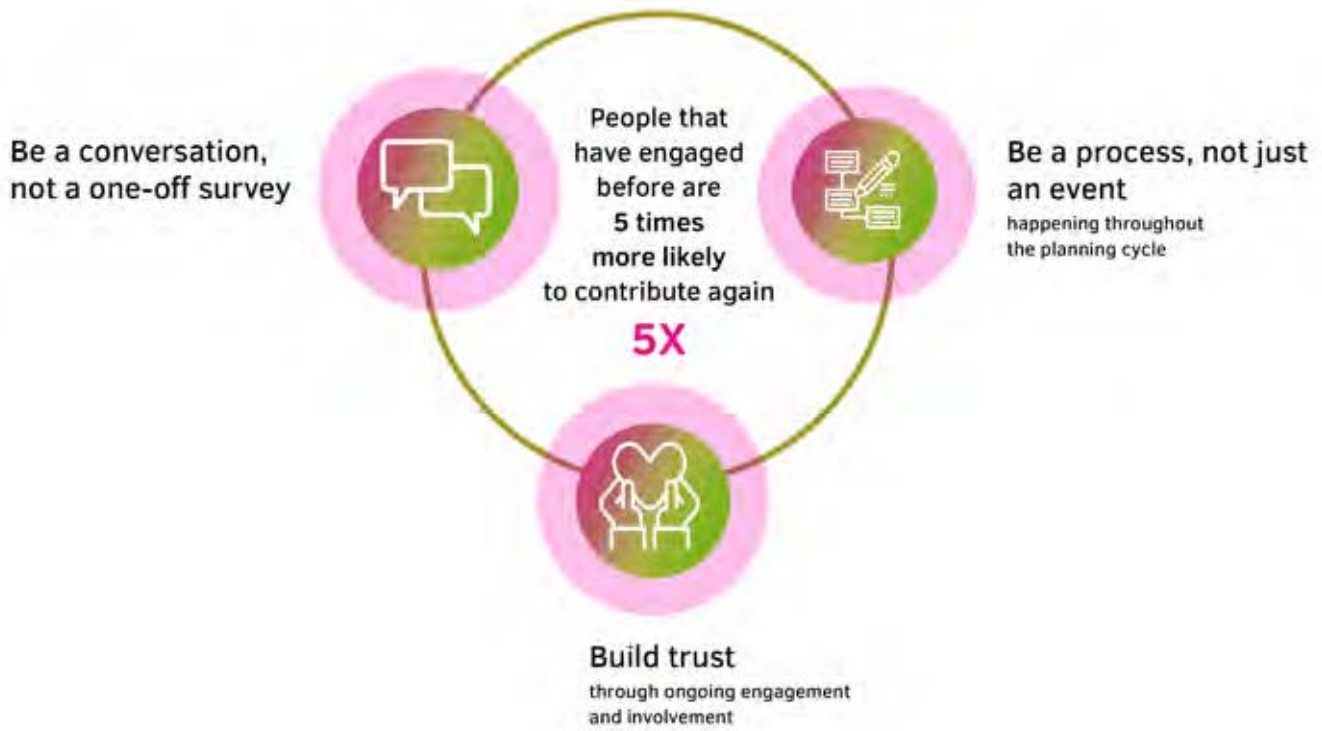 Be a conversation,
not a one-off survey
People that
have engaged
before are
5 times
more likely
to contribute again
5X
Be a process, not just
an event
happening throughout
the planning cycle
Build trust
through ongoing engagement
and involvement